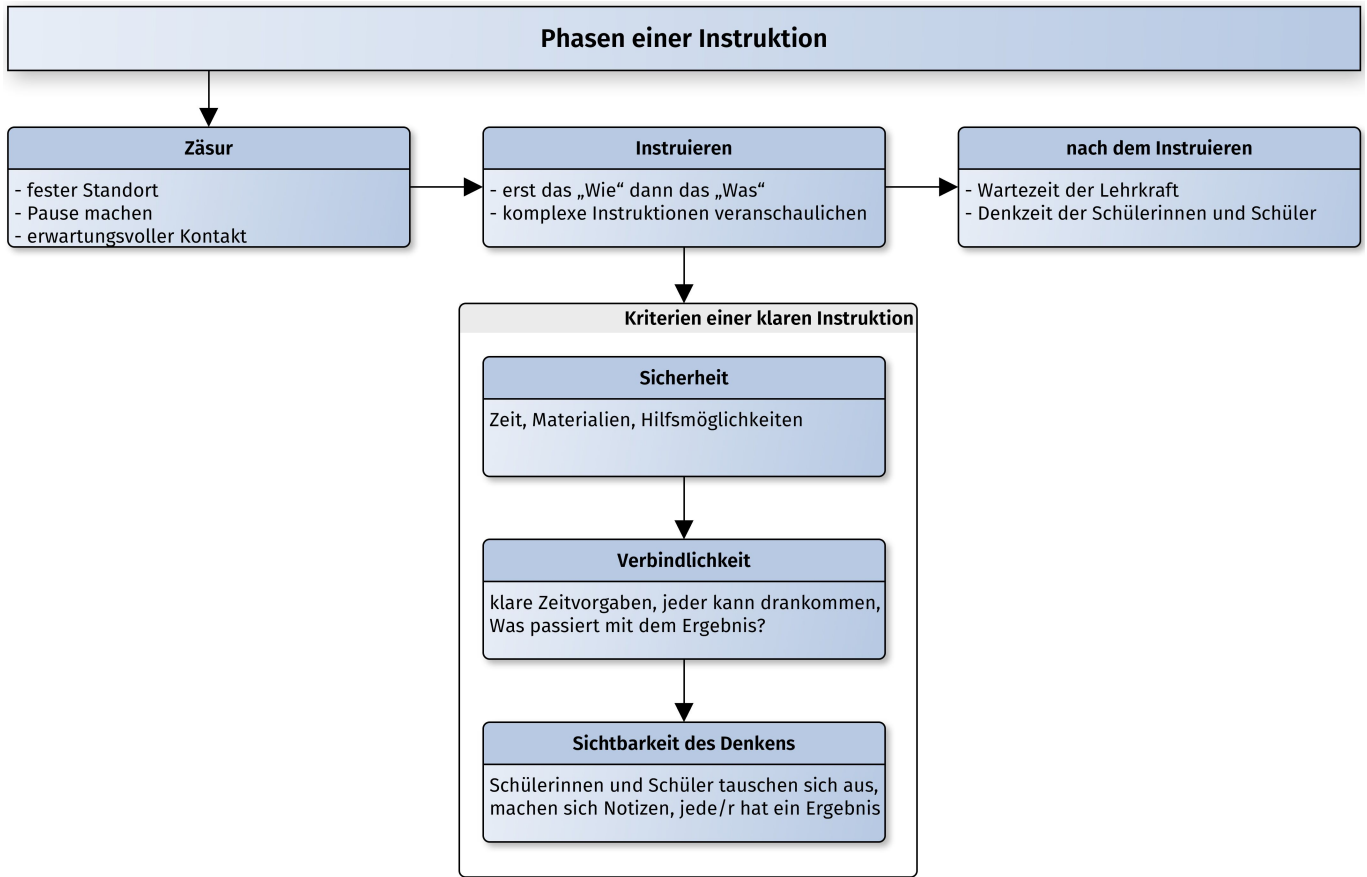 Phasen einer Instruktion
Zäsur
- fester Standort
- Pause machen
- erwartungsvoller Kontakt
Instruieren
- erst das „Wie“ dann das „Was“
- komplexe Instruktionen veranschaulichen
nach dem Instruieren
- Wartezeit der Lehrkraft
- Denkzeit der Schülerinnen und Schüler
Kriterien einer klaren Instruktion
Sicherheit
Zeit, Materialien, Hilfsmöglichkeiten
Verbindlichkeit
klare Zeitvorgaben, jeder kann drankommen,
Was passiert mit dem Ergebnis?
Sichtbarkeit des Denkens
Schülerinnen und Schüler tauschen sich aus,
machen sich Notizen, jede/r hat ein Ergebnis